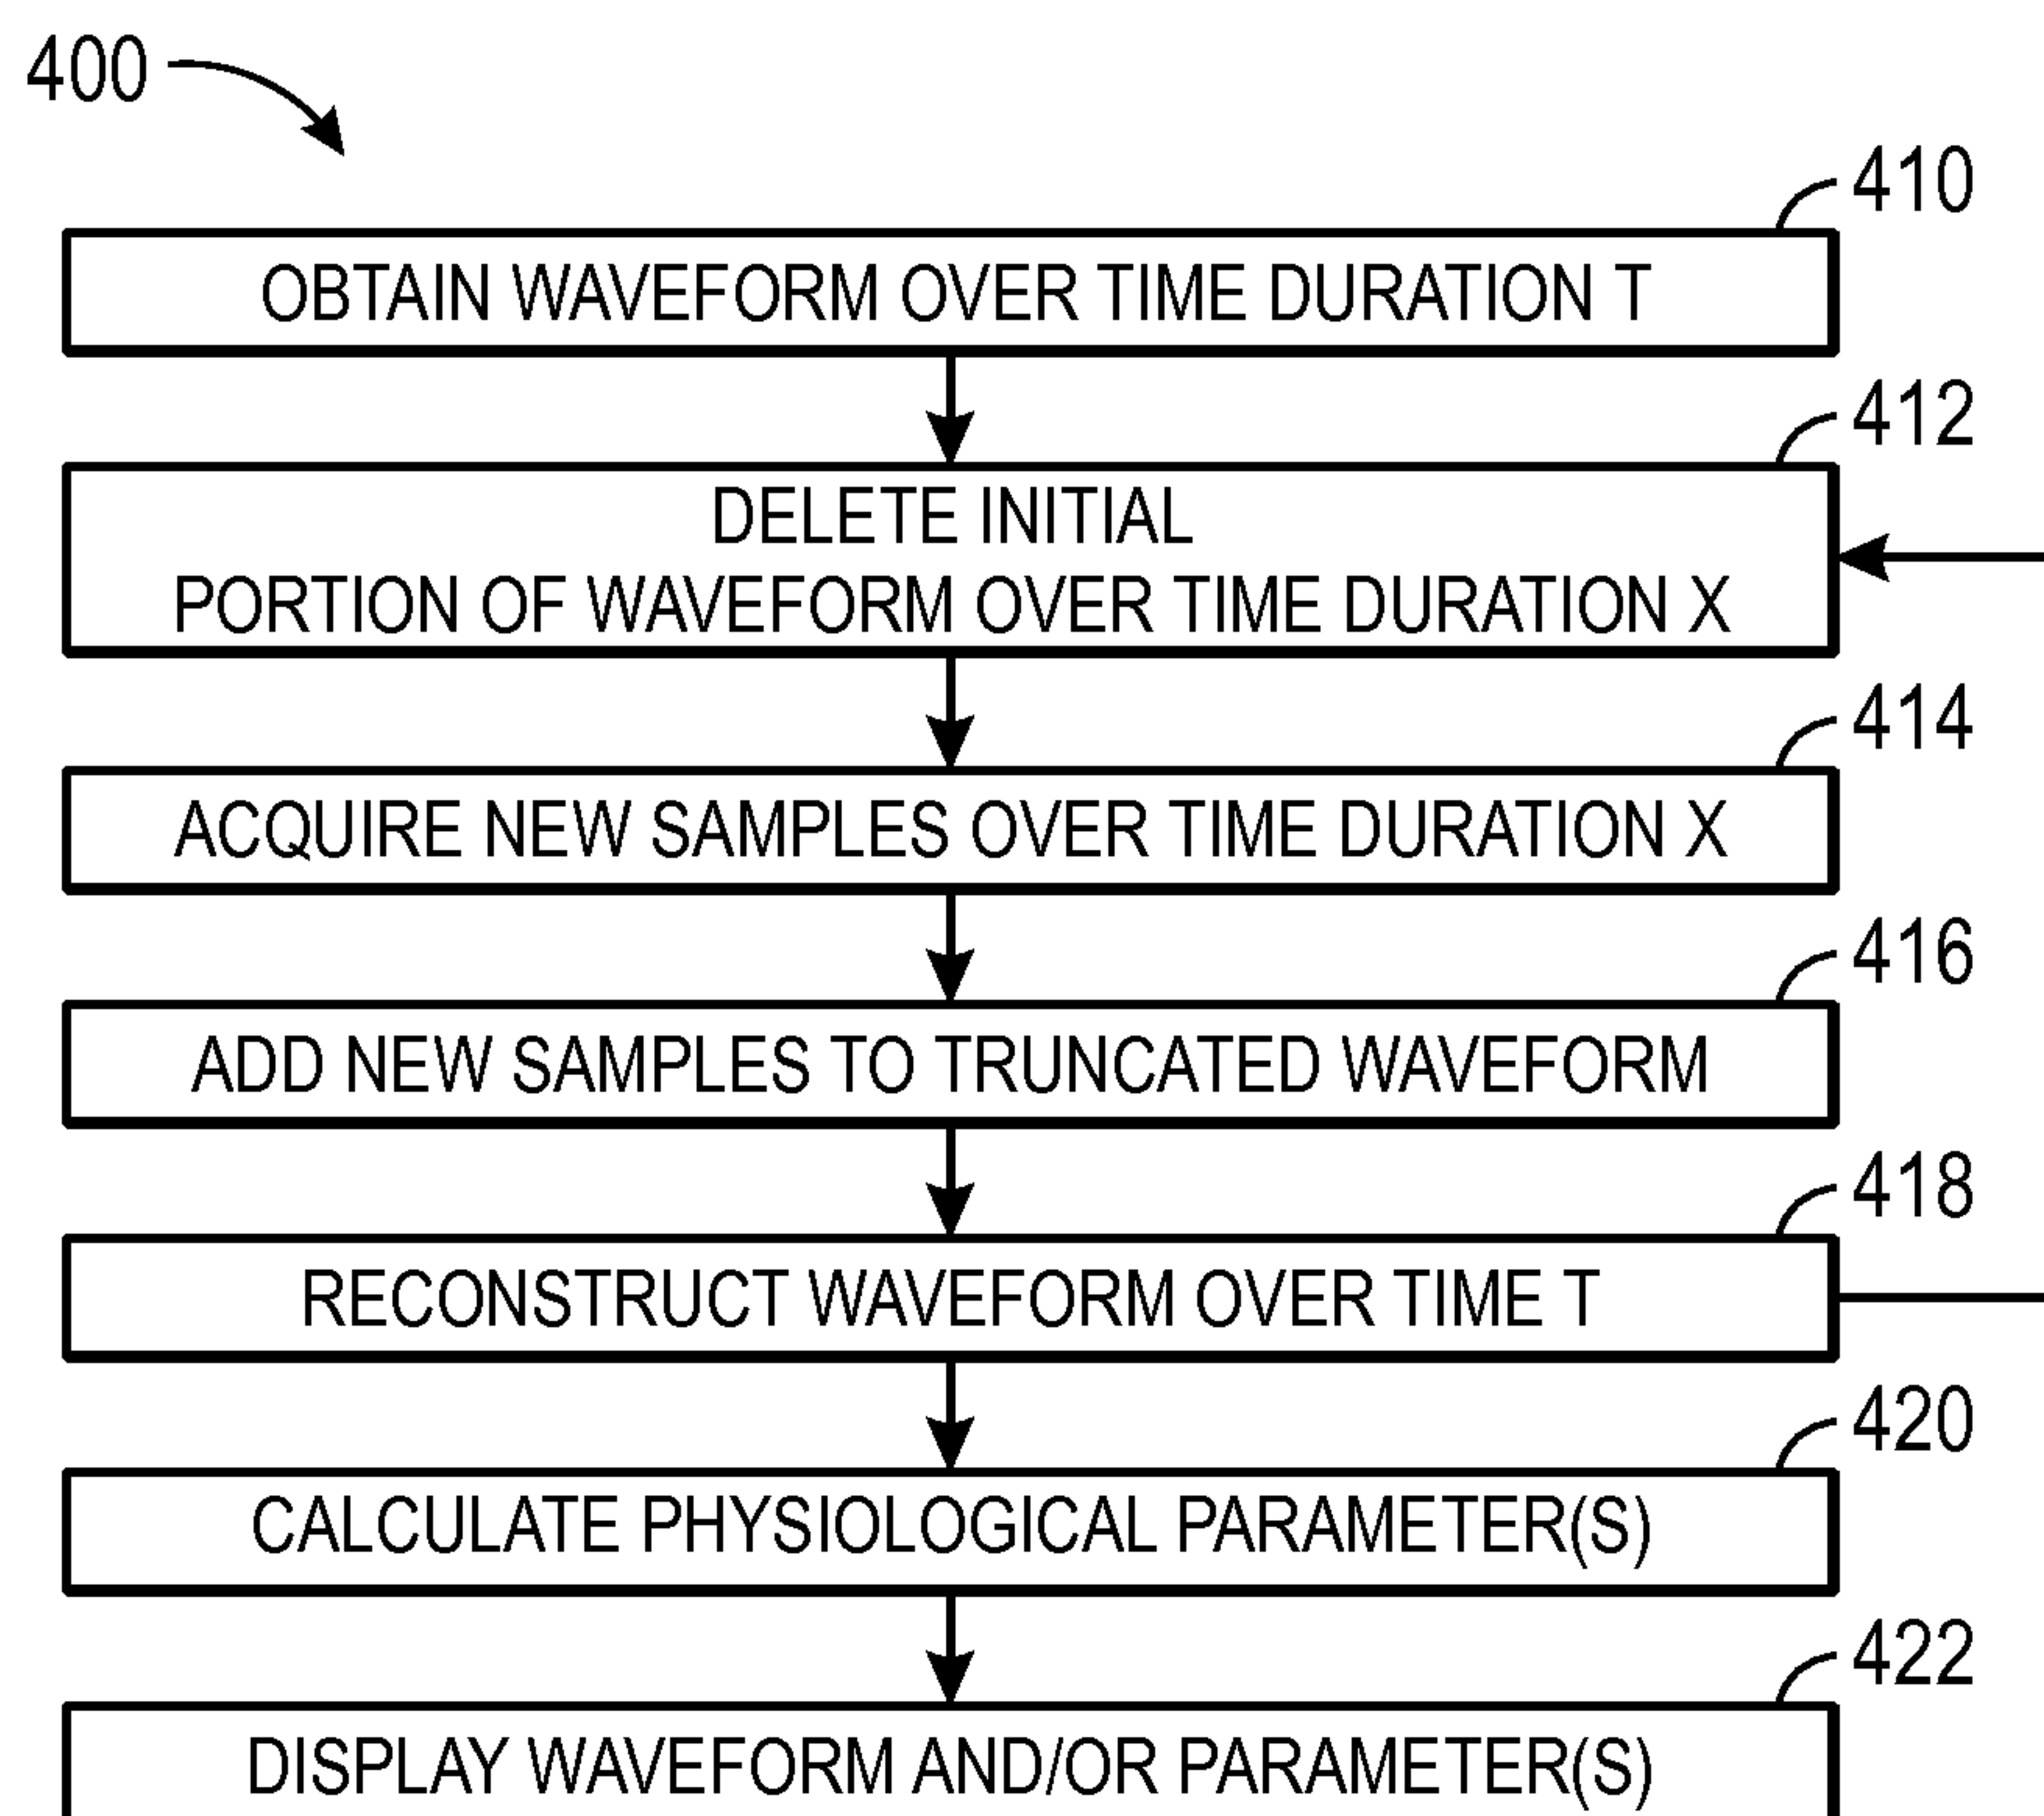 400
410
OBTAIN WAVEFORM OVER TIME DURATION T
412
DELETE INITIAL
PORTION OF WAVEFORM OVER TIME DURATION X
414
ACQUIRE NEW SAMPLES OVER TIME DURATION X
416
ADD NEW SAMPLES TO TRUNCATED WAVEFORM
418
RECONSTRUCT WAVEFORM OVER TIME T
420
CALCULATE PHYSIOLOGICAL PARAMETER(S)
422
DISPLAY WAVEFORM AND/OR PARAMETER(S)